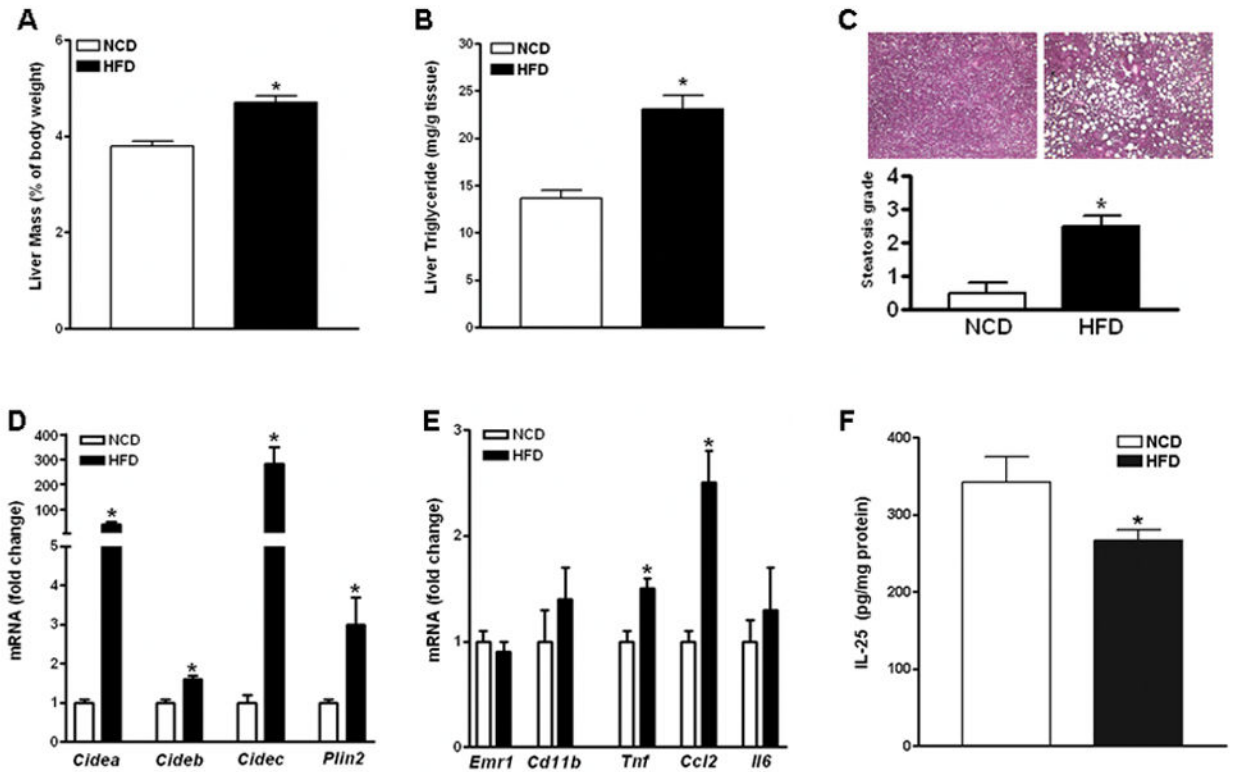 A
Liver Mass (% of body weight)
6
4
2
0
NCD
HFD
*
B
Liver Triglyceride (mg/g tissue)
30
25
20
15
10
5
0
NCD
HFD
*
C
Steatosis grade
4
3
2
1
0
*
NCD HFD
D
mRNA (fold change)
400
300
200
100
5
4
3
2
1
0
NCD
HFD
*
*
*
*
Cidea Cideb Cidec Plin2
E
mRNA (fold change)
3
2
1
0
NCD
HFD
*
*
Emr1 Cd11b Tnf Ccl2 Il6
F
IL-25 (pg/mg protein)
400
300
200
100
0
NCD
HFD
*